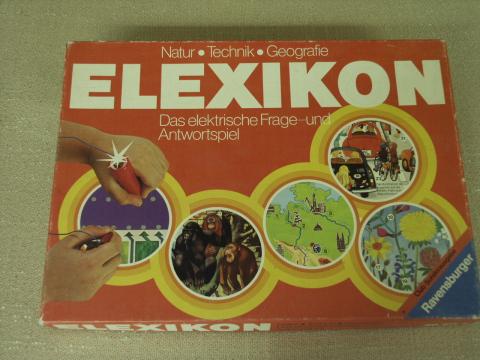 Natur • Technik • Geografie
ELEXIKON
Das elektrische Frage-und
Antwortspiel
Ravensburger
ELEXIKON